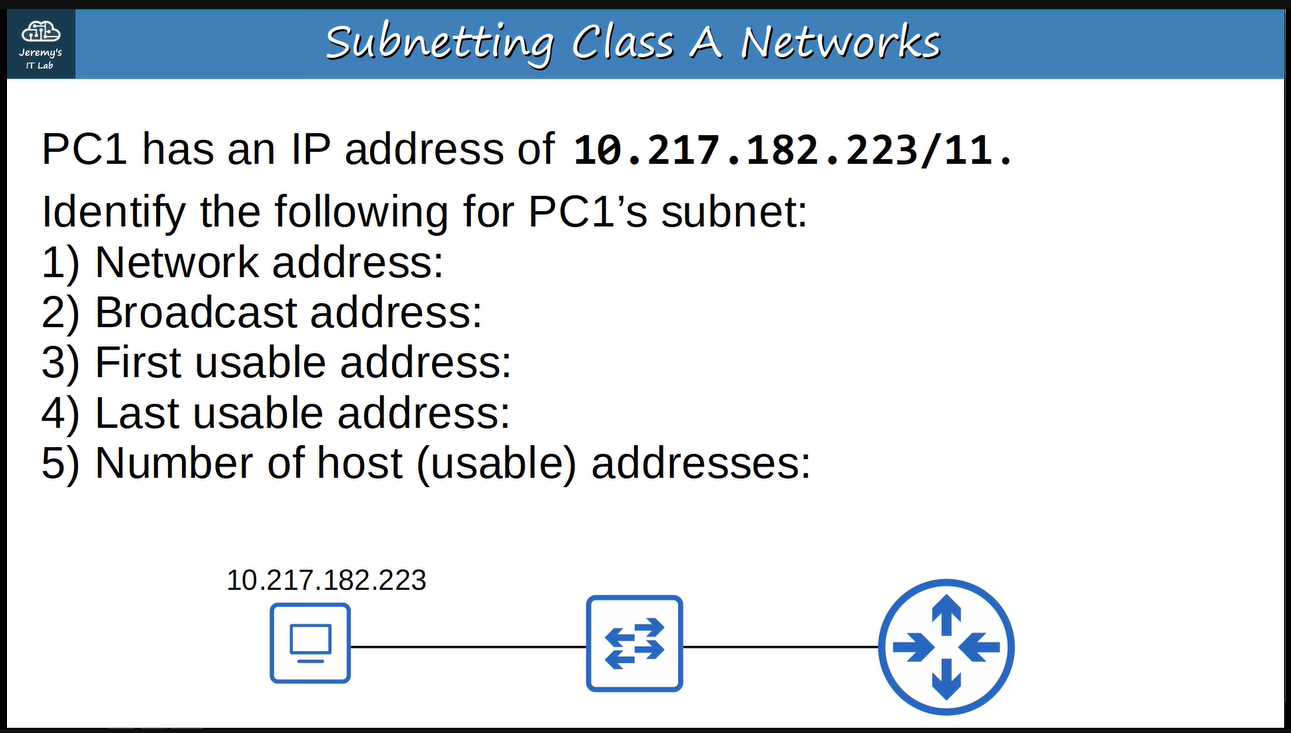 Jeremy's
IT Lab
Subnetting Class A Networks
PC1 has an IP address of 10.217.182.223/11.
Identify the following for PC1’s subnet:
1) Network address:
2) Broadcast address:
3) First usable address:
4) Last usable address:
5) Number of host (usable) addresses:
10.217.182.223